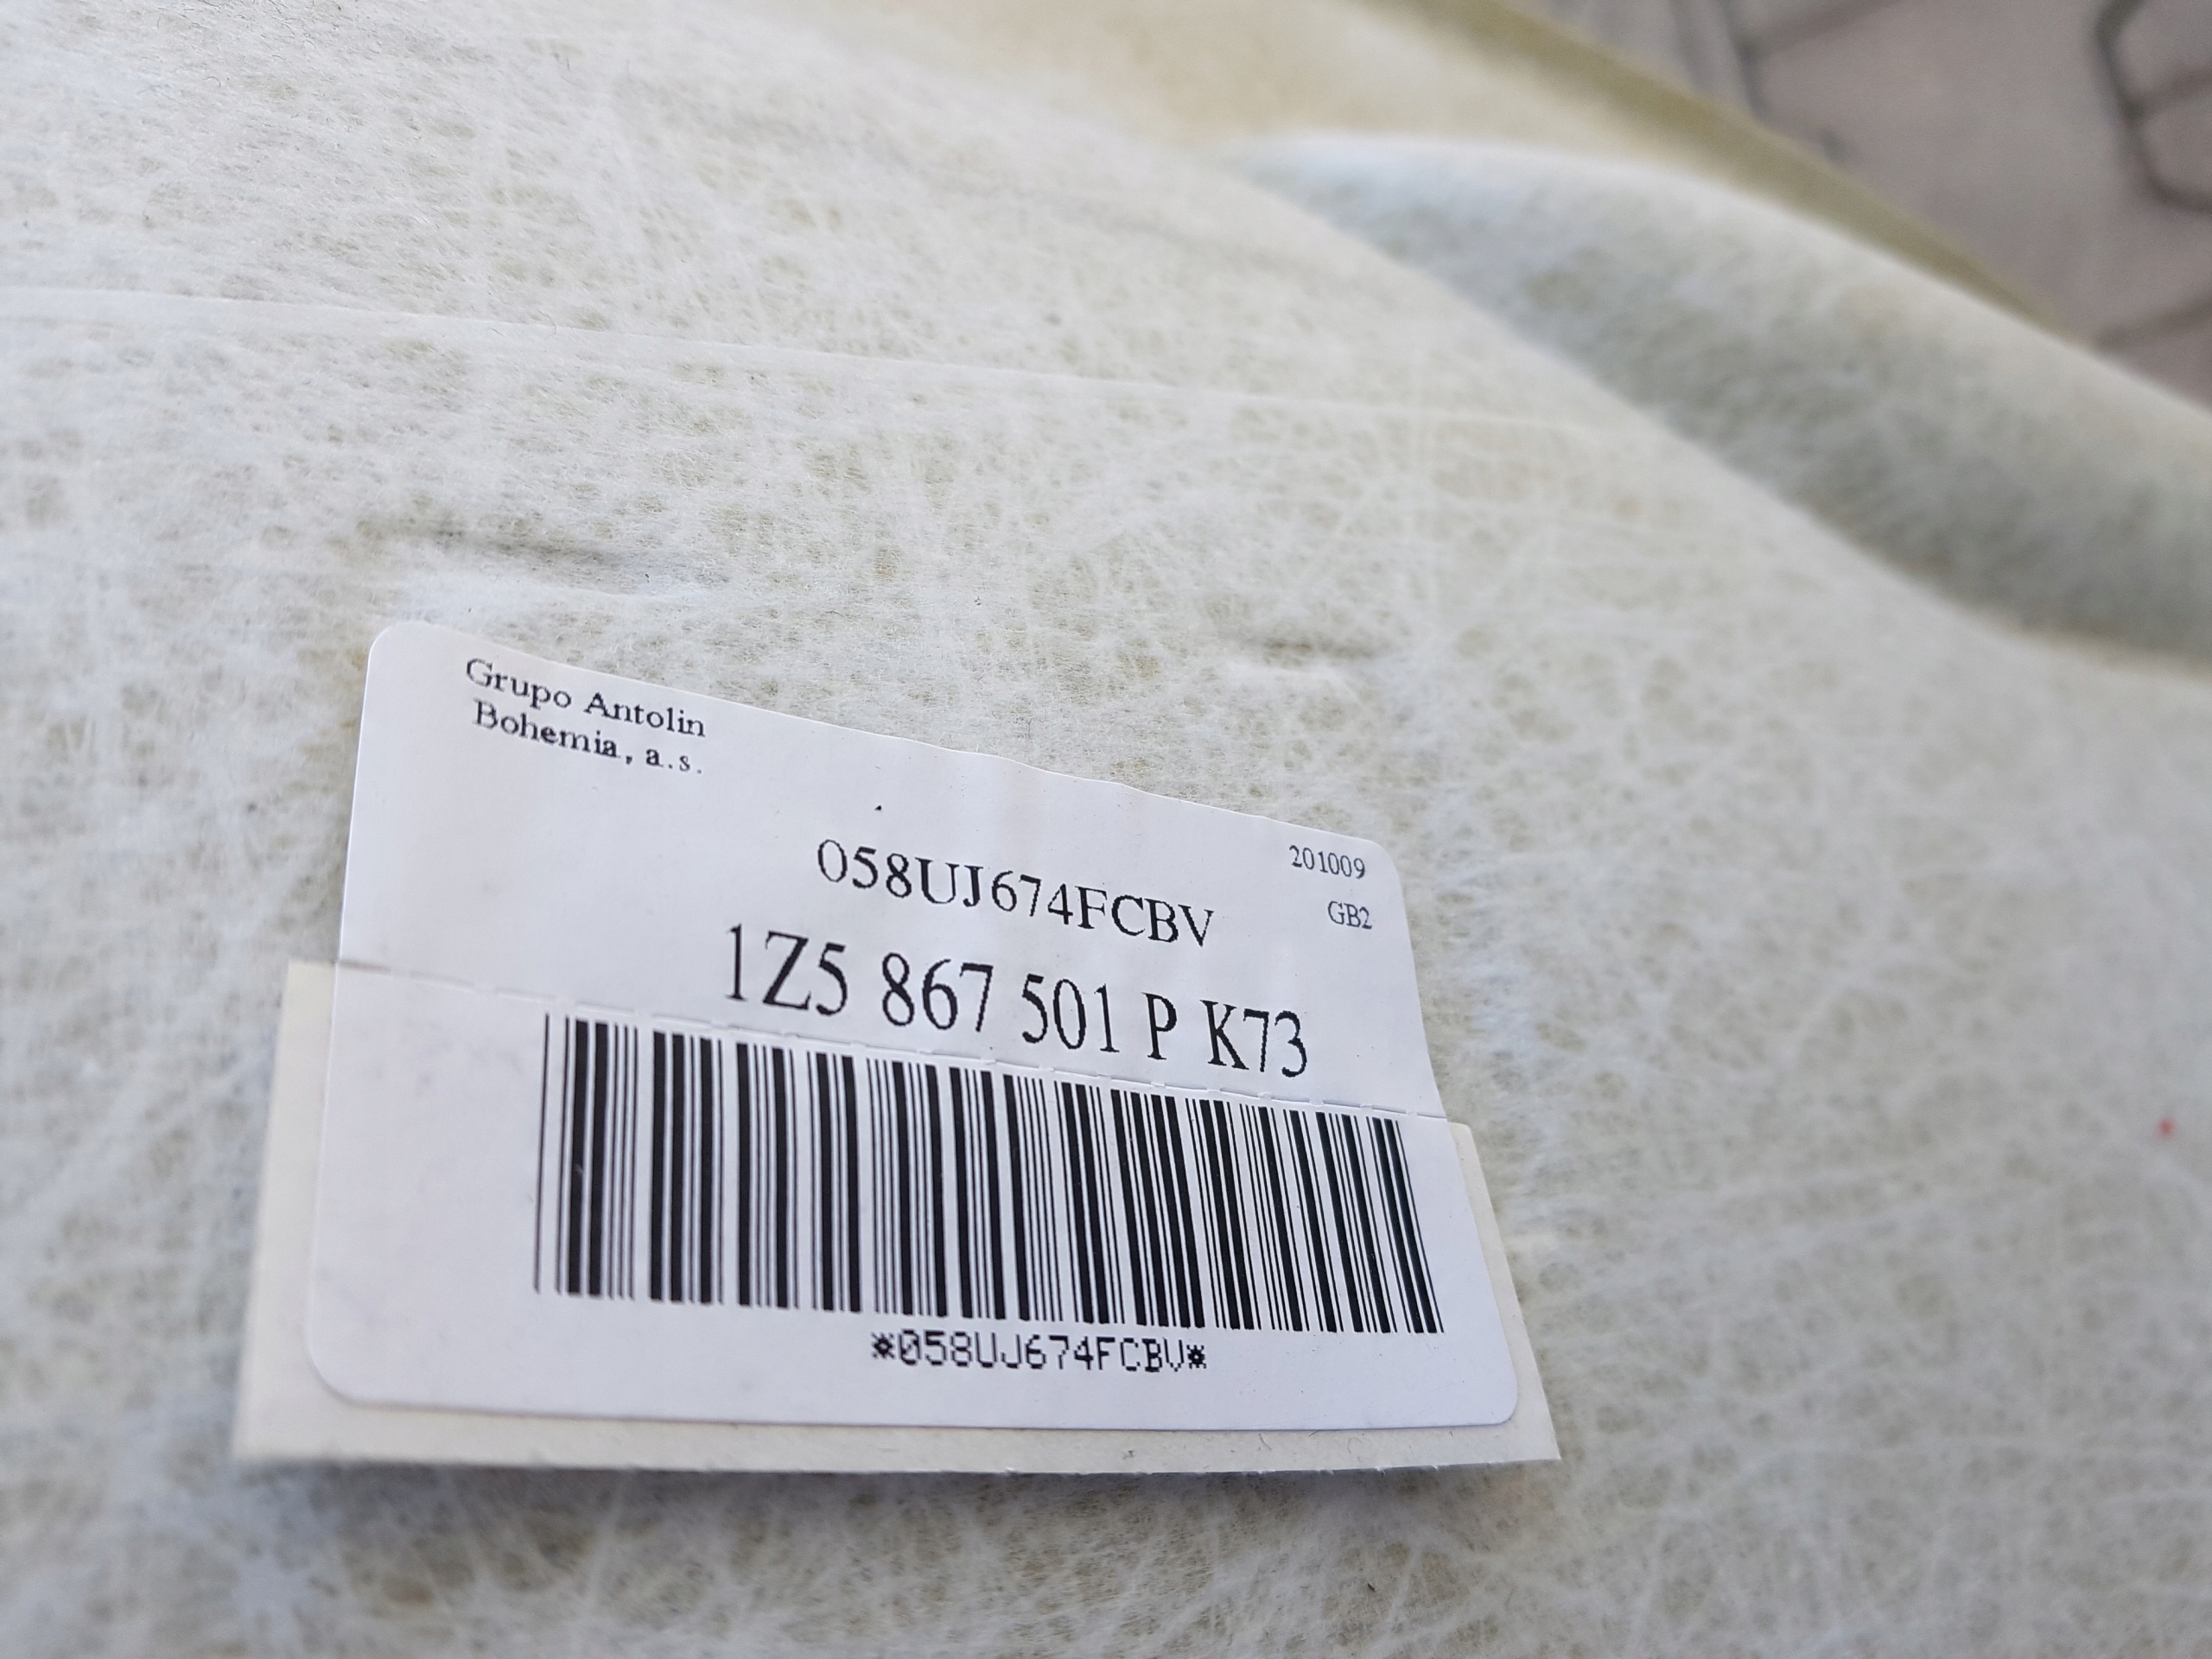 Grupo Antolin
Bohemia, a.s.
201009
GB2
058UJ674FCBV
1Z5 867 501 P K73
*058UJ674FCBV*